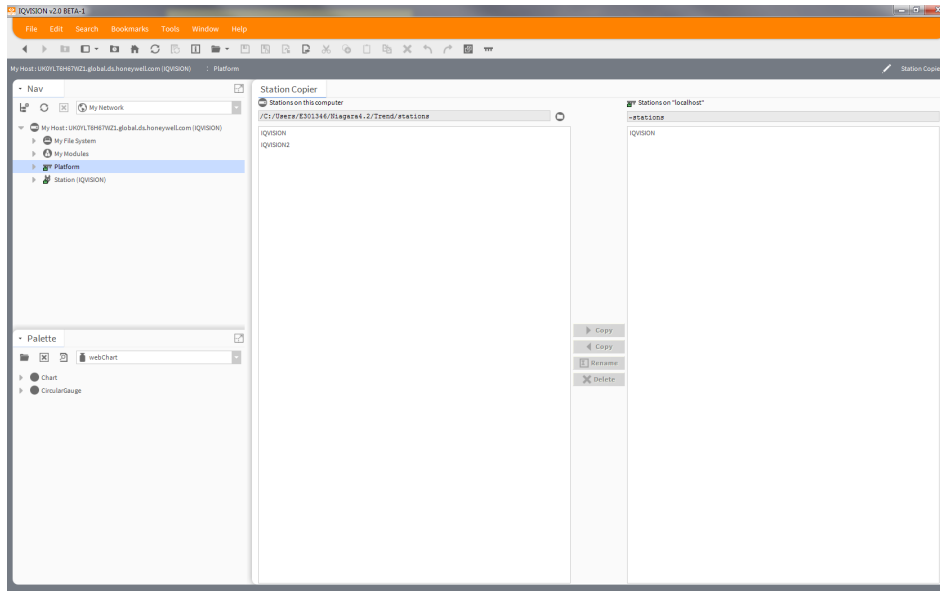 IQVISION v2.0 BETA-1
File Edit Search Bookmarks Tools Window Help
My Host : UK0YLT6H67WZ1.global.ds.honeywell.com (IQVISION) : Platform
Station Copie
Nav
My Network
My Host : UK0YLT6H67WZ1.global.ds.honeywell.com (IQVISION)
My File System
My Modules
Platform
Station (IQVISION)
Palette
webChart
Chart
CircularGauge
Station Copier
Stations on this computer
/C:/Users/E301346/Niagara4.2/Trend/stations
IQVISION
IQVISION2
Copy
Copy
Rename
Delete
Stations on "localhost"
~stations
IQVISION